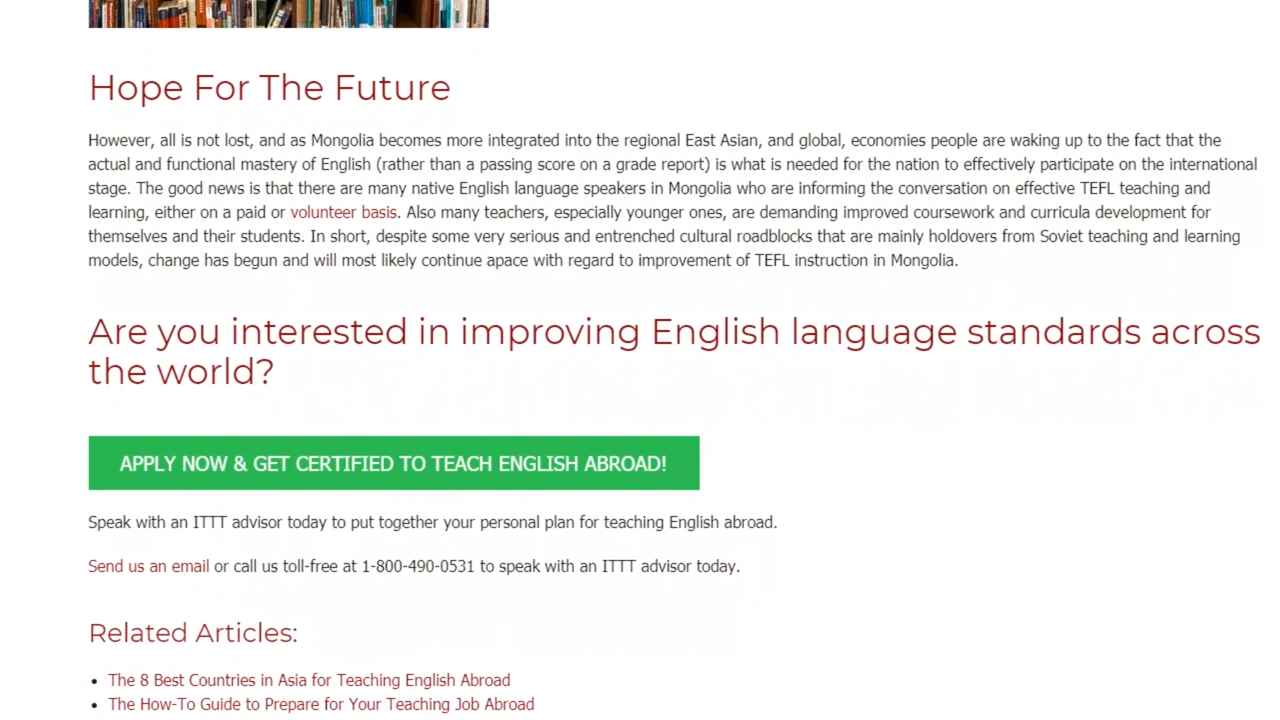 Hope For The Future
However, all is not lost, and as Mongolia becomes more integrated into the regional East Asian, and global, economies people are waking up to the fact that the
actual and functional mastery of English (rather than a passing score on a grade report) is what is needed for the nation to effectively participate on the international
stage. The good news is that there are many native English language speakers in Mongolia who are informing the conversation on effective TEFL teaching and
learning, either on a paid or volunteer basis. Also many teachers, especially younger ones, are demanding improved coursework and curricula development for
themselves and their students. In short, despite some very serious and entrenched cultural roadblocks that are mainly holdovers from Soviet teaching and learning
models, change has begun and will most likely continue apace with regard to improvement of TEFL instruction in Mongolia.
Are you interested in improving English language standards across
the world?
APPLY NOW & GET CERTIFIED TO TEACH ENGLISH ABROAD!
Speak with an ITTT advisor today to put together your personal plan for teaching English abroad.
Send us an email or call us toll-free at 1-800-490-0531 to speak with an ITTT advisor today.
Related Articles:
• The 8 Best Countries in Asia for Teaching English Abroad
• The How-To Guide to Prepare for Your Teaching Job Abroad